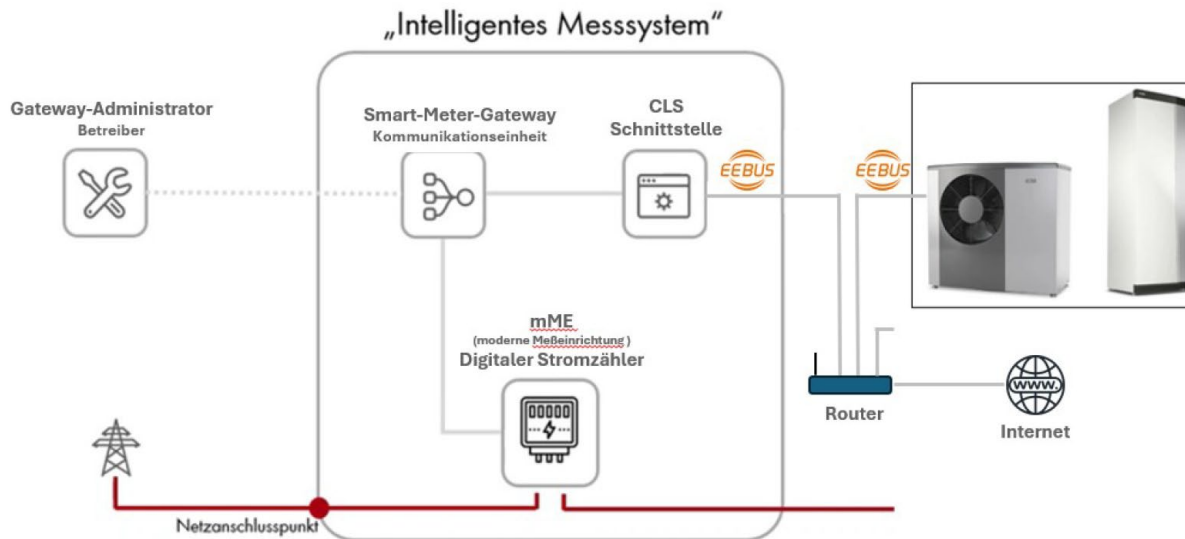 „Intelligentes Messsystem“
Gateway-Administrator
Betreiber
Smart-Meter-Gateway
Kommunikationseinheit
CLS
Schnittstelle
EEBUS
EEBUS
mME
(moderne Meßeinrichtung )
Digitaler Stromzähler
Router
www.
Internet
Netzanschlusspunkt